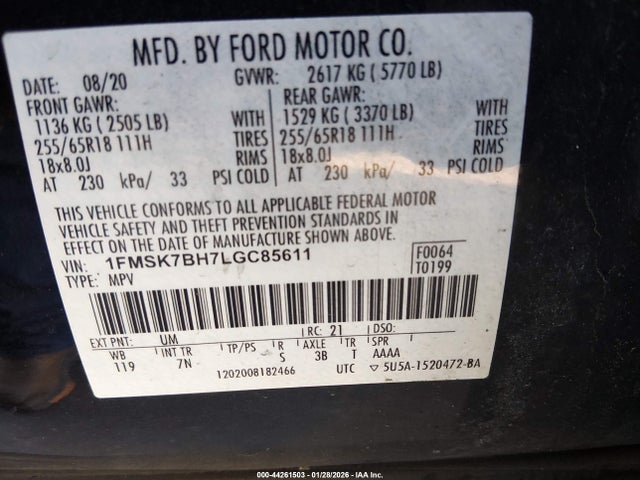 MFD. BY FORD MOTOR CO.
DATE: 08/20 GVWR: 2617 KG ( 5770 LB)
FRONT GAWR: REAR GAWR:
1136 KG ( 2505 LB) WITH 1529 KG ( 3370 LB) WITH
255/65R18 111H TIRES 255/65R18 111H TIRES
18x8.0J RIMS 18x8.0J RIMS
AT 230 kPa/ 33 PSI COLD AT 230 kPa/ 33 PSI COLD
THIS VEHICLE CONFORMS TO ALL APPLICABLE FEDERAL MOTOR
VEHICLE SAFETY AND THEFT PREVENTION STANDARDS IN
EFFECT ON THE DATE OF MANUFACTURE SHOWN ABOVE.
VIN: 1FMSK7BH7LGC85611 F0064
TYPE: MPV T0199
EXT PNT: UM RC: 21 DSO:
WB INT TR TP/PS R AXLE TR SPR
119 7N S 3B T AAAA
1202008182466 UTC ▽ 5U5A-1520472-BA
000-44261503 | 01/28/2026 - IAA Inc.